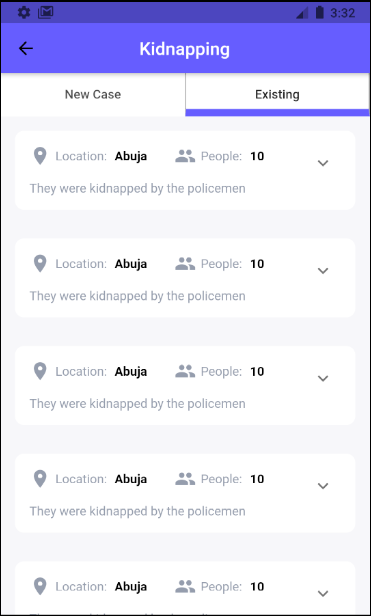 3:32
Kidnapping
New Case Existing
Location: Abuja People: 10
They were kidnapped by the policemen
Location: Abuja People: 10
They were kidnapped by the policemen
Location: Abuja People: 10
They were kidnapped by the policemen
Location: Abuja People: 10
They were kidnapped by the policemen
Location: Abuja People: 10